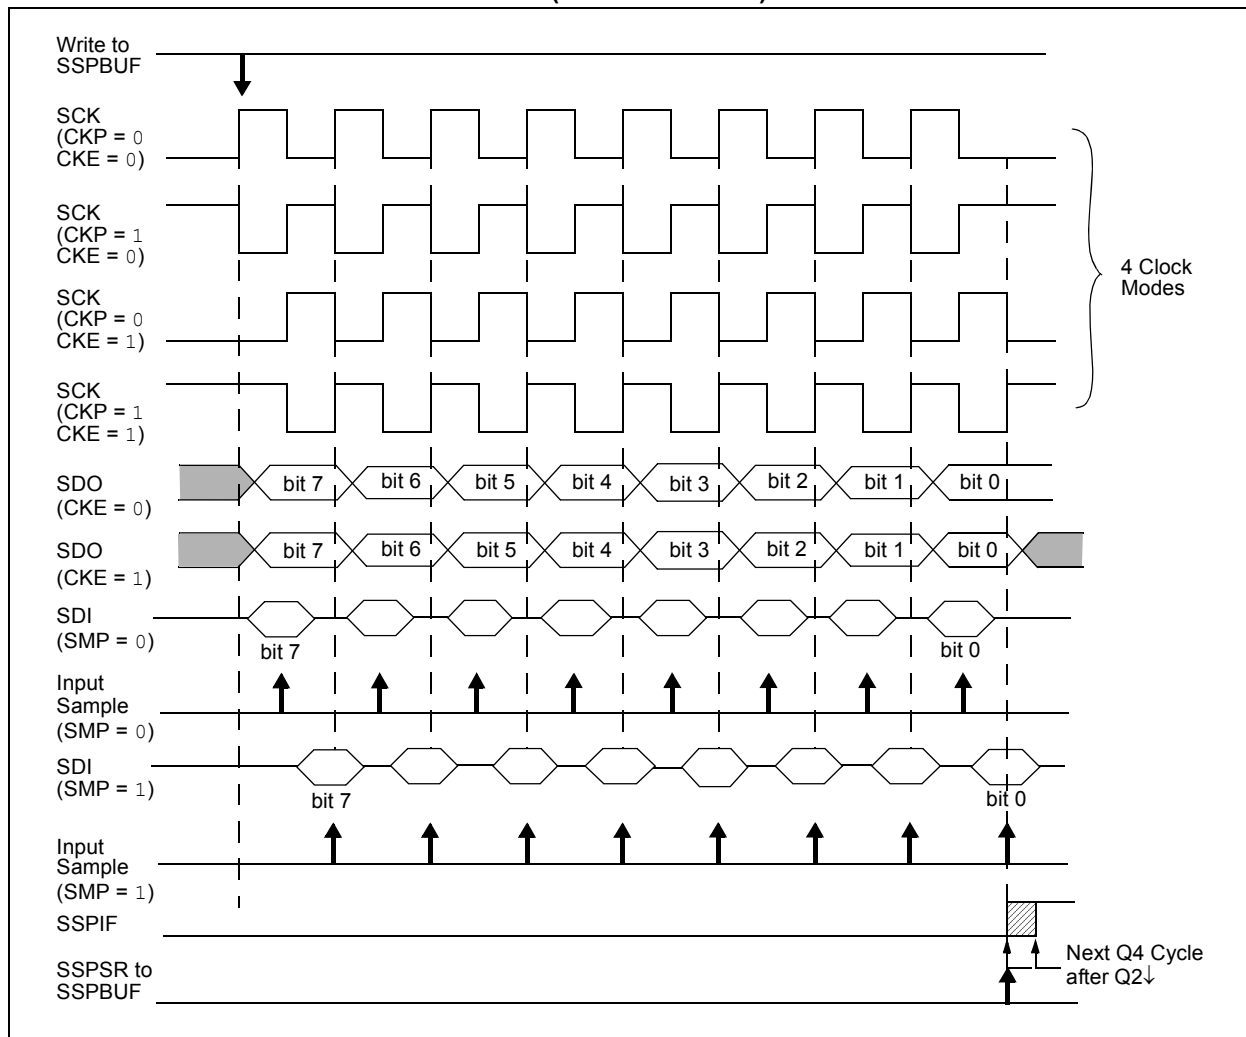 Write to
SSPBUF
SCK
(CKP = 0
CKE = 0)
SCK
(CKP = 1
CKE = 0)
SCK
(CKP = 0
CKE = 1)
SCK
(CKP = 1
CKE = 1)
4 Clock
Modes
SDO
(CKE = 0)
bit 7 bit 6 bit 5 bit 4 bit 3 bit 2 bit 1 bit 0
SDO
(CKE = 1)
bit 7 bit 6 bit 5 bit 4 bit 3 bit 2 bit 1 bit 0
SDI
(SMP = 0)
bit 7 bit 0
Input
Sample
(SMP = 0)
SDI
(SMP = 1)
bit 7 bit 0
Input
Sample
(SMP = 1)
SSPIF
Next Q4 Cycle
after Q2↓
SSPSR to
SSPBUF